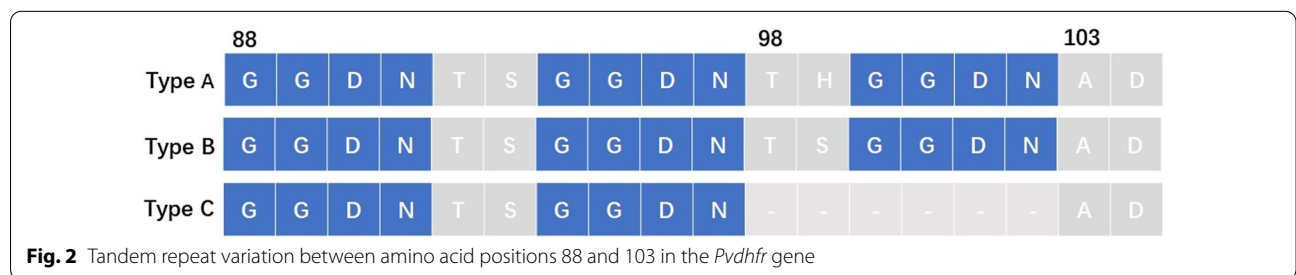 88 98 103
Type A G G D N T S G G D N T H G G D N A D
Type B G G D N T S G G D N T S G G D N A D
Type C G G D N T S G G D N - - - - - - A D
Fig. 2 Tandem repeat variation between amino acid positions 88 and 103 in the Pvdhfr gene